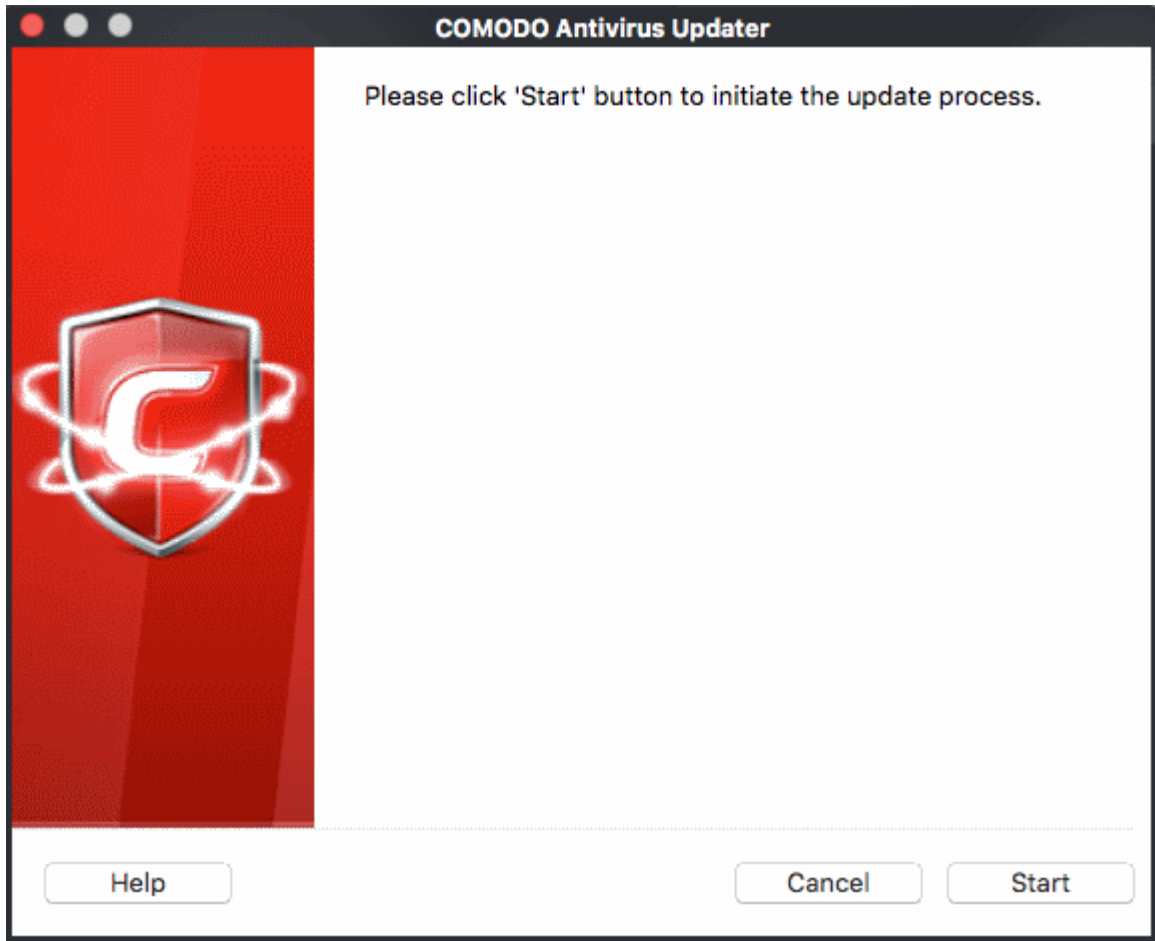 COMODO Antivirus Updater
Please click 'Start' button to initiate the update process.
C
Help
Cancel
Start